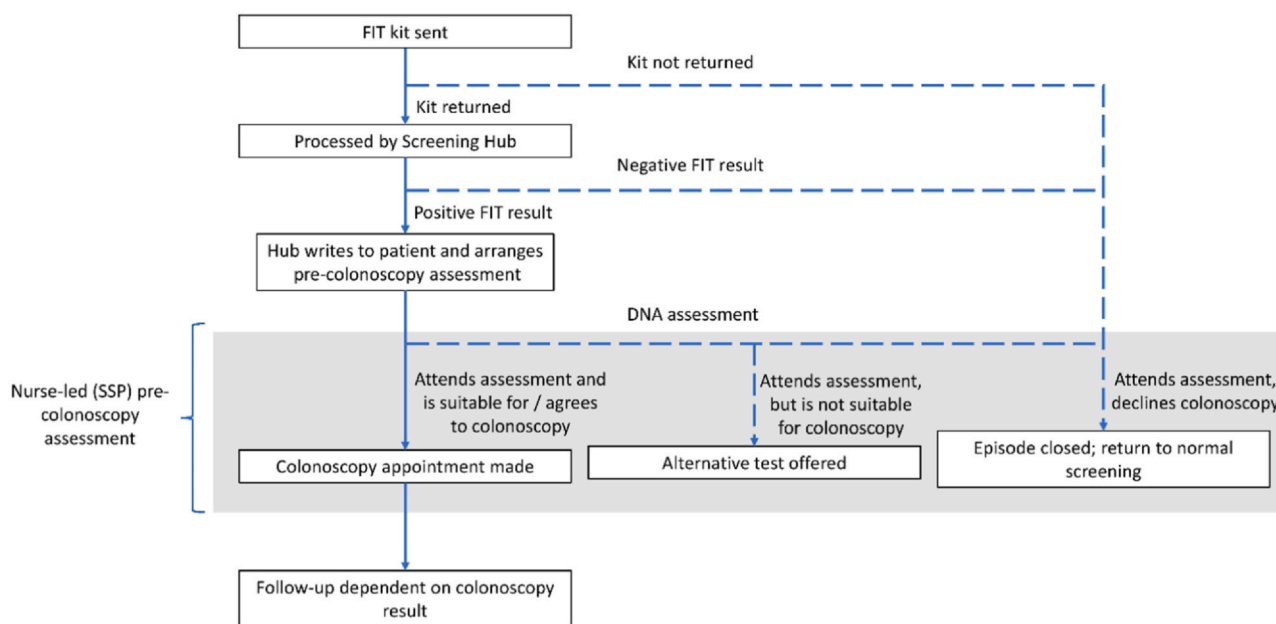 FIT kit sent
Kit not returned
Kit returned
Processed by Screening Hub
Negative FIT result
Positive FIT result
Hub writes to patient and arranges
pre-colonoscopy assessment
DNA assessment
Nurse-led (SSP) pre-
colonoscopy
assessment
Attends assessment and
is suitable for / agrees
to colonoscopy
Attends assessment,
but is not suitable
for colonoscopy
Attends assessment,
declines colonoscopy
Colonoscopy appointment made
Alternative test offered
Episode closed; return to normal
screening
Follow-up dependent on colonoscopy
result